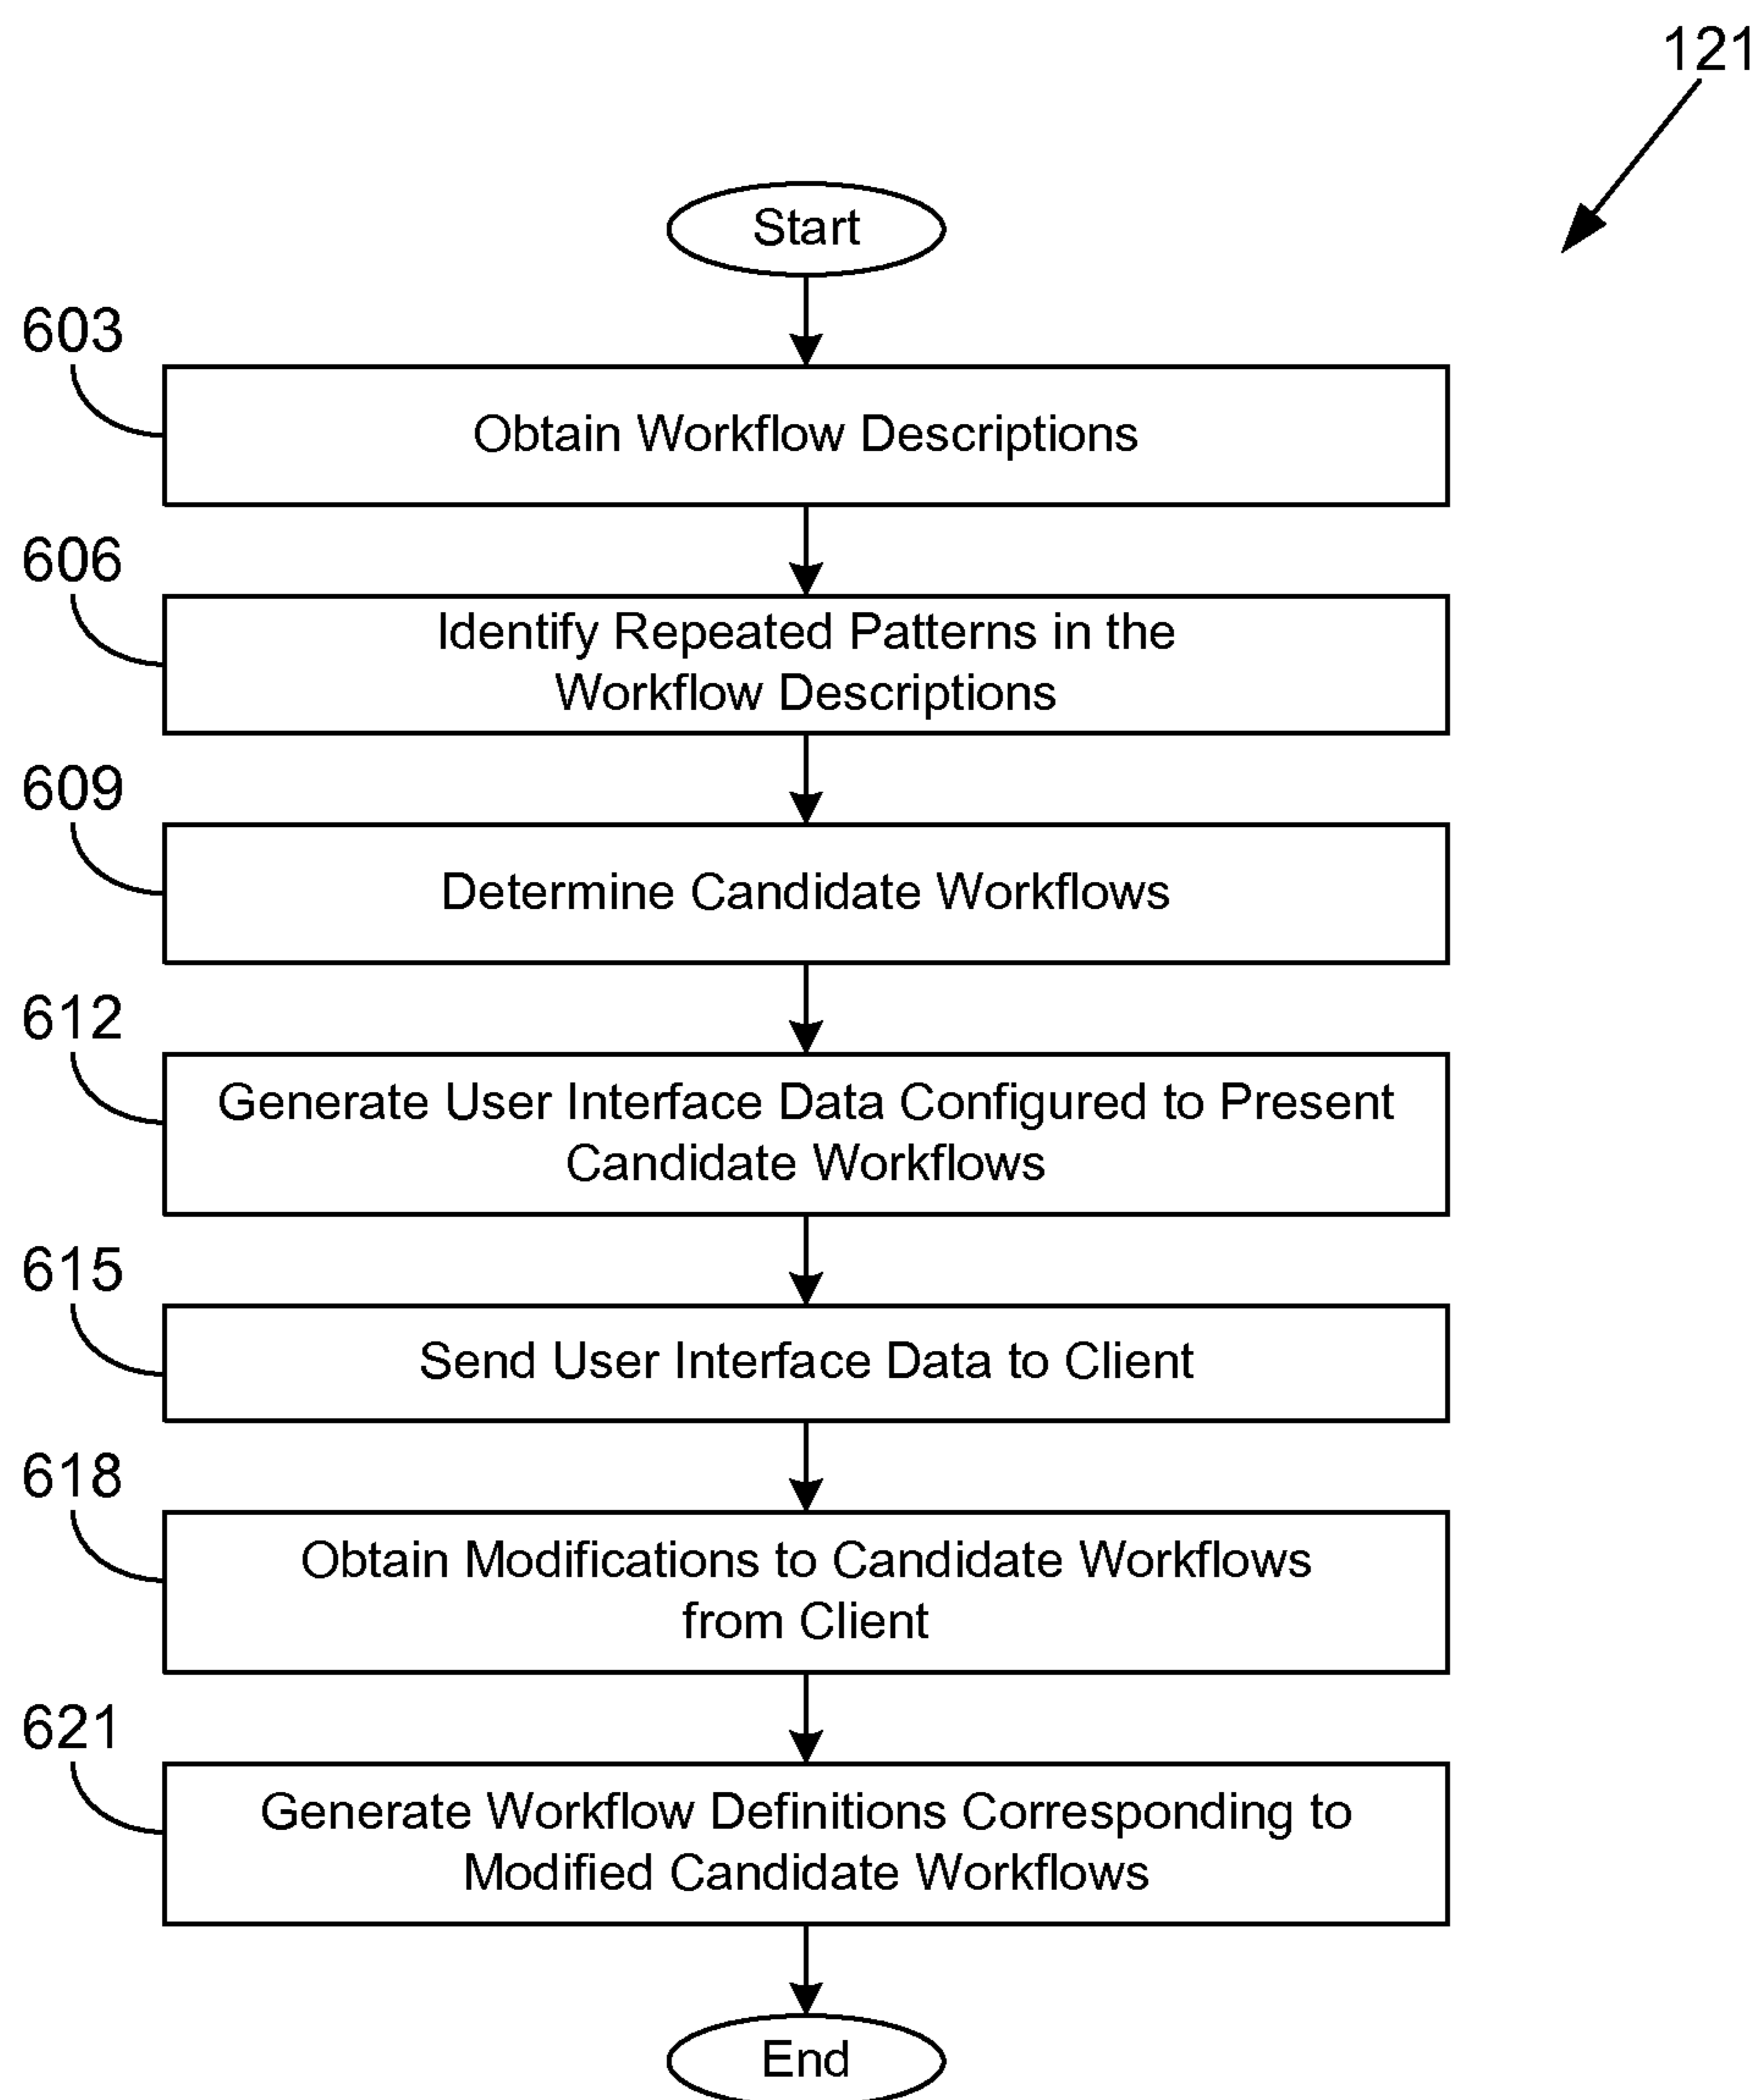 121
Start
603
Obtain Workflow Descriptions
606
Identify Repeated Patterns in the
Workflow Descriptions
609
Determine Candidate Workflows
612
Generate User Interface Data Configured to Present
Candidate Workflows
615
Send User Interface Data to Client
618
Obtain Modifications to Candidate Workflows
from Client
621
Generate Workflow Definitions Corresponding to
Modified Candidate Workflows
End